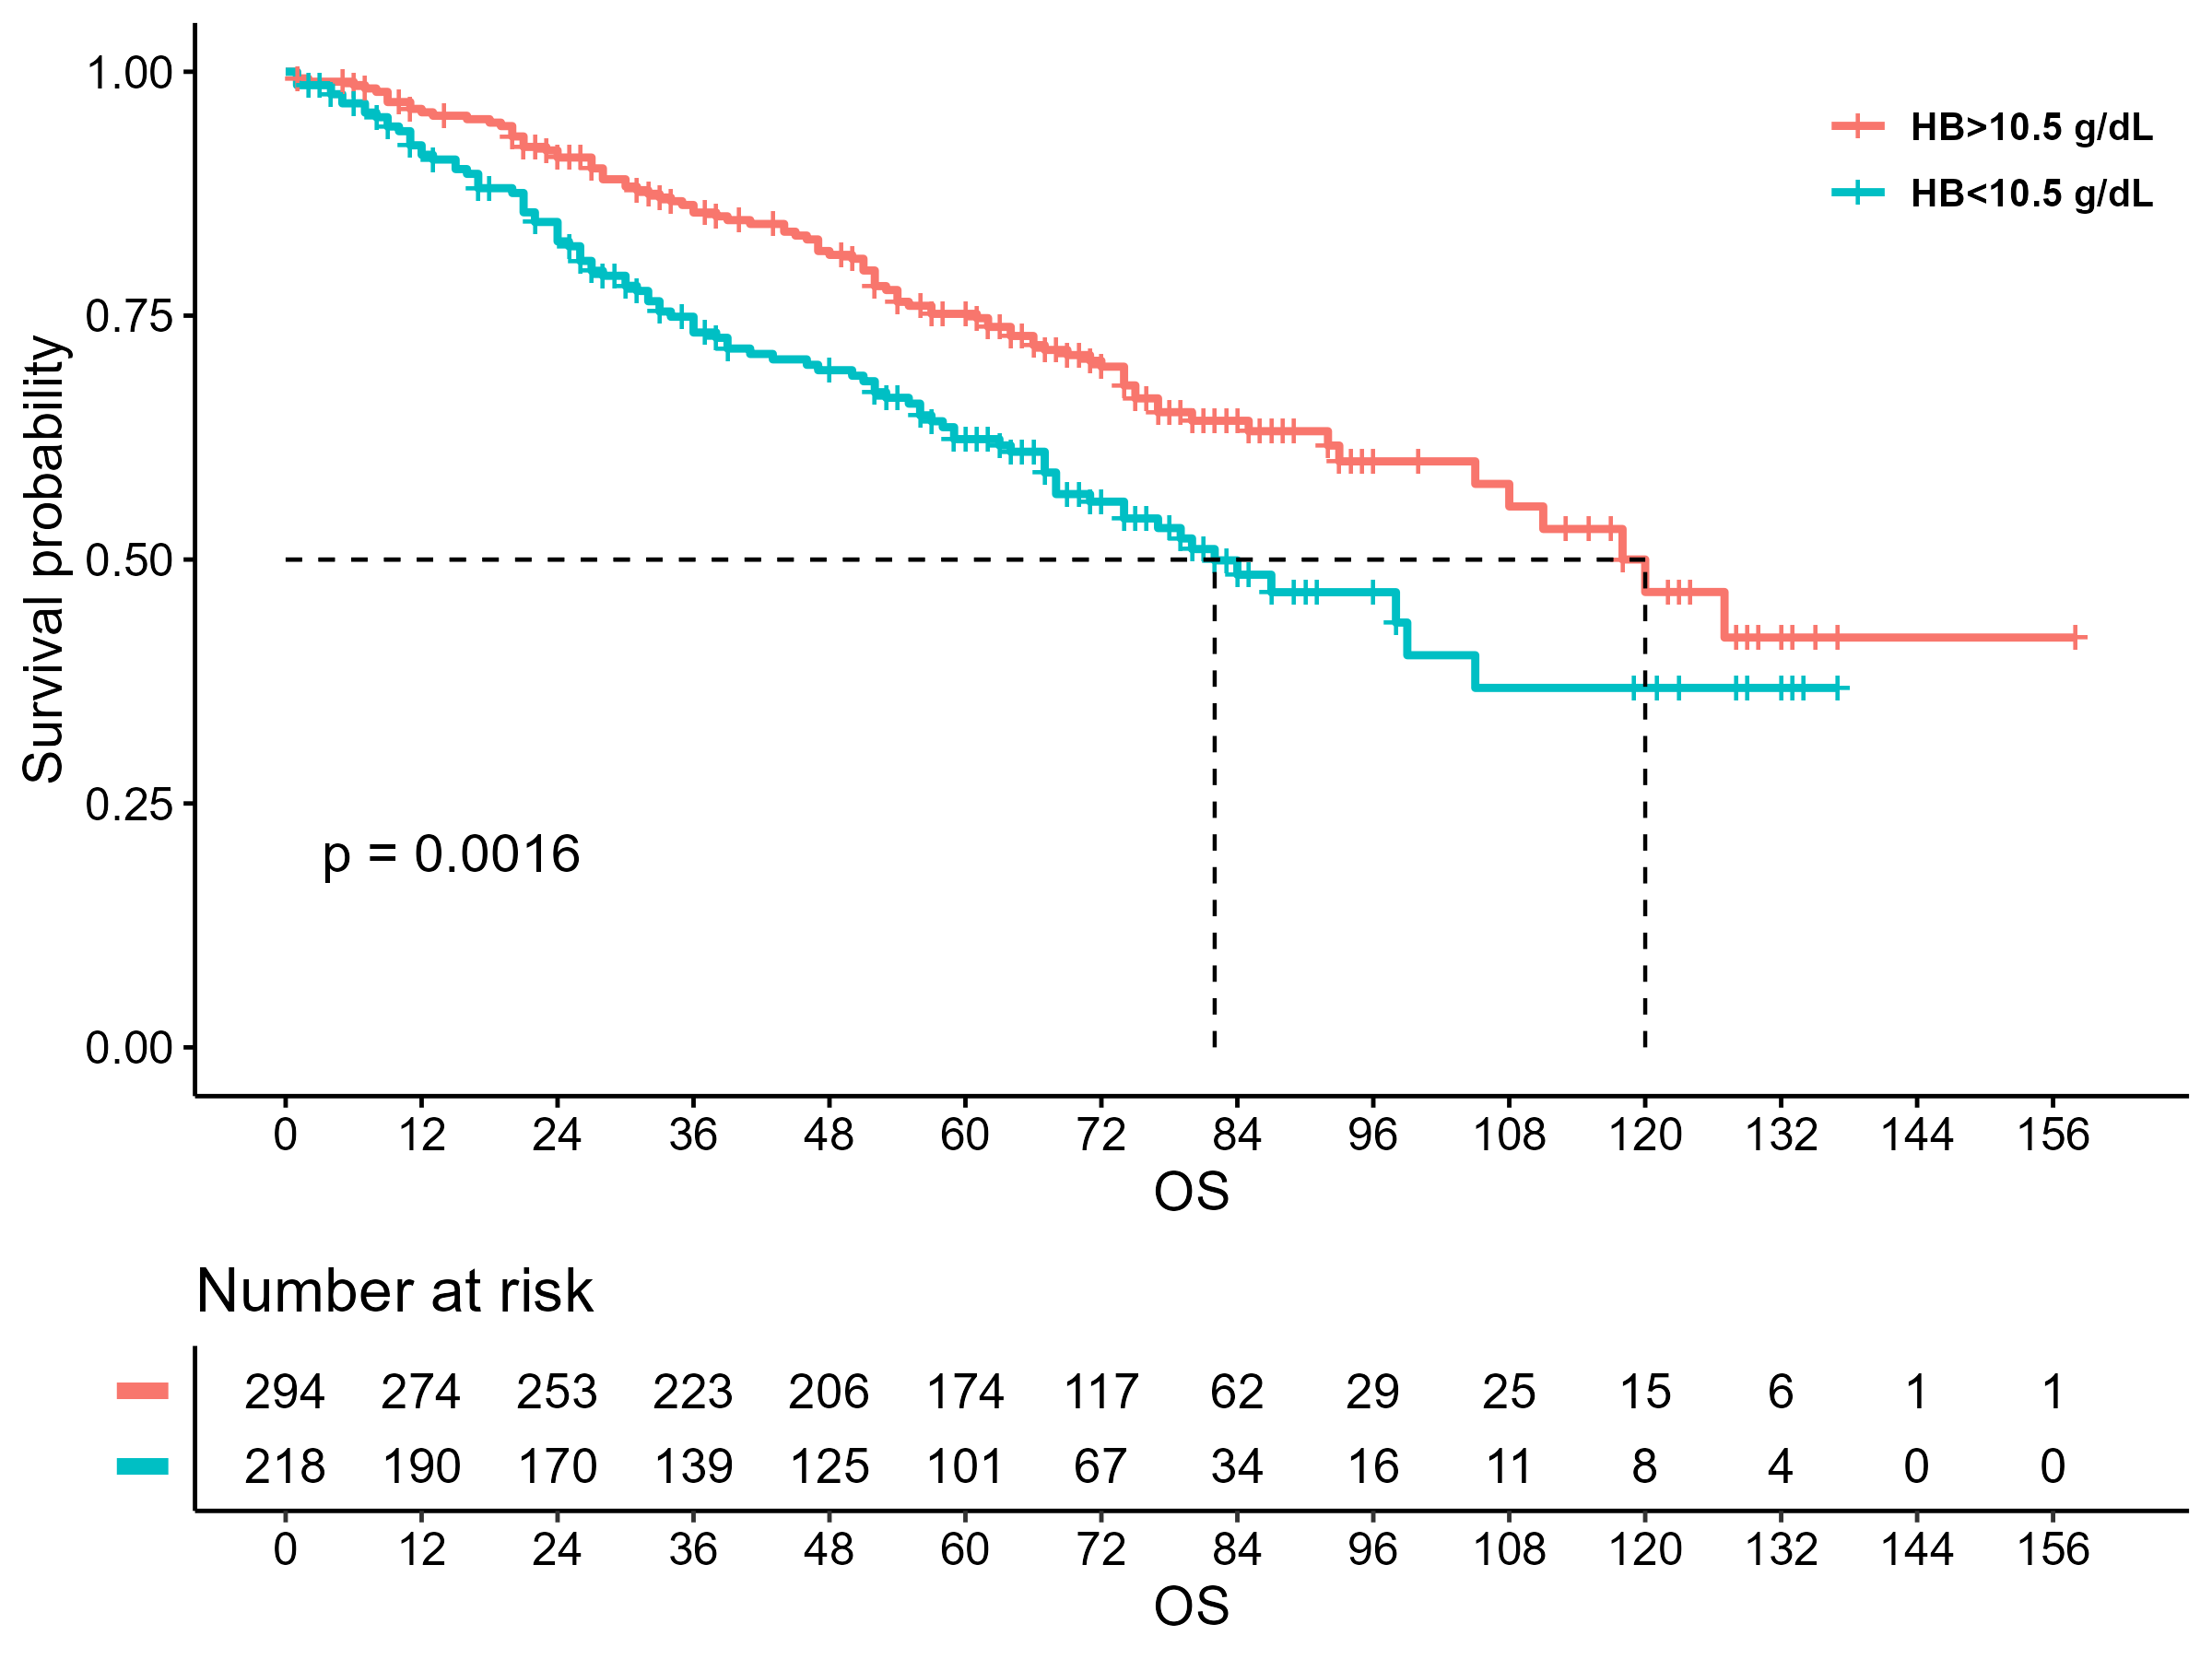 1.00
0.75
0.50
0.25
0.00
Survival probability
HB>10.5 g/dL
HB<10.5 g/dL
p = 0.0016
0 12 24 36 48 60 72 84 96 108 120 132 144 156
OS
Number at risk
294 274 253 223 206 174 117 62 29 25 15 6 1 1
218 190 170 139 125 101 67 34 16 11 8 4 0 0
0 12 24 36 48 60 72 84 96 108 120 132 144 156
OS